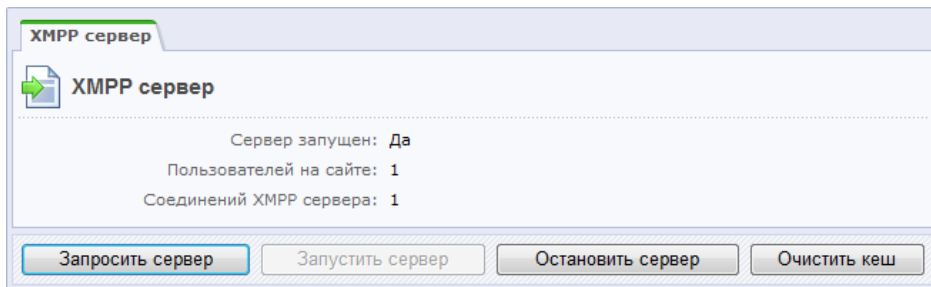 XMPP сервер
XMPP сервер
Сервер запущен: Да
Пользователей на сайте: 1
Соединений XMPP сервера: 1
Запросить сервер Запустить сервер Остановить сервер Очистить кеш